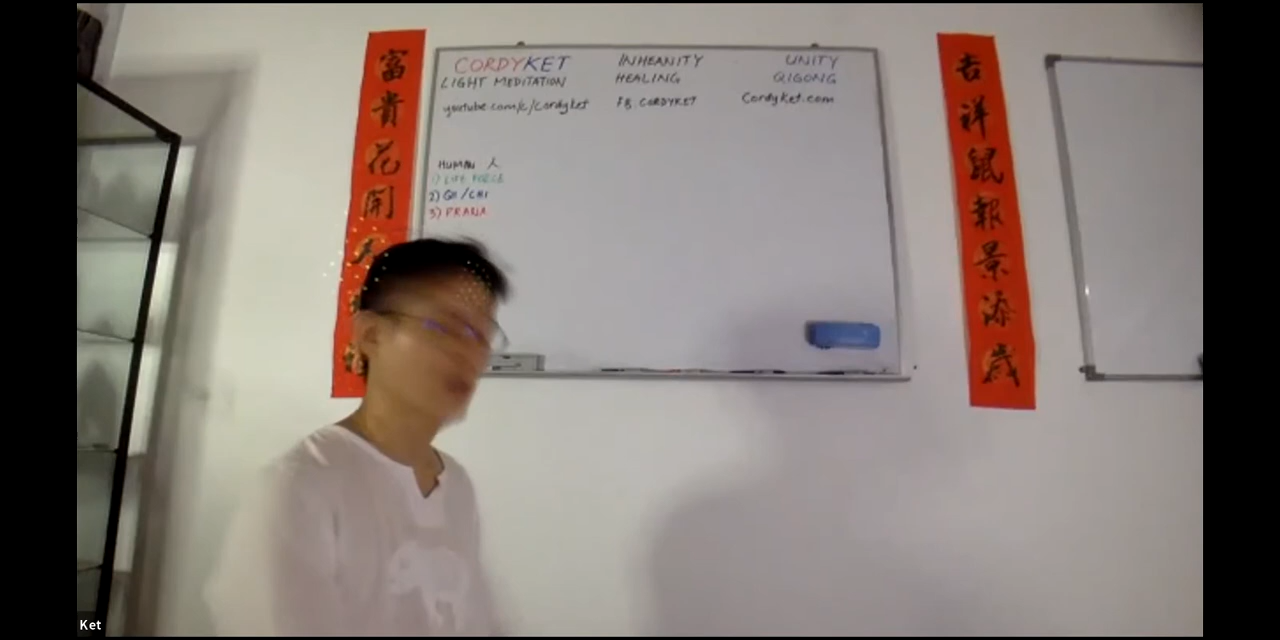 富貴花開
CORDYKET
LIGHT MEDITATION
youtube.com/c/cordyket
INHEANITY
HEALING
FB: CORDYKET
UNITY
QIGONG
CordyKet.com
HUMAN 人
1) LIFE FORCE
2) QI/CHI
3) PRANA
吉祥鼠報景添歲
Ket